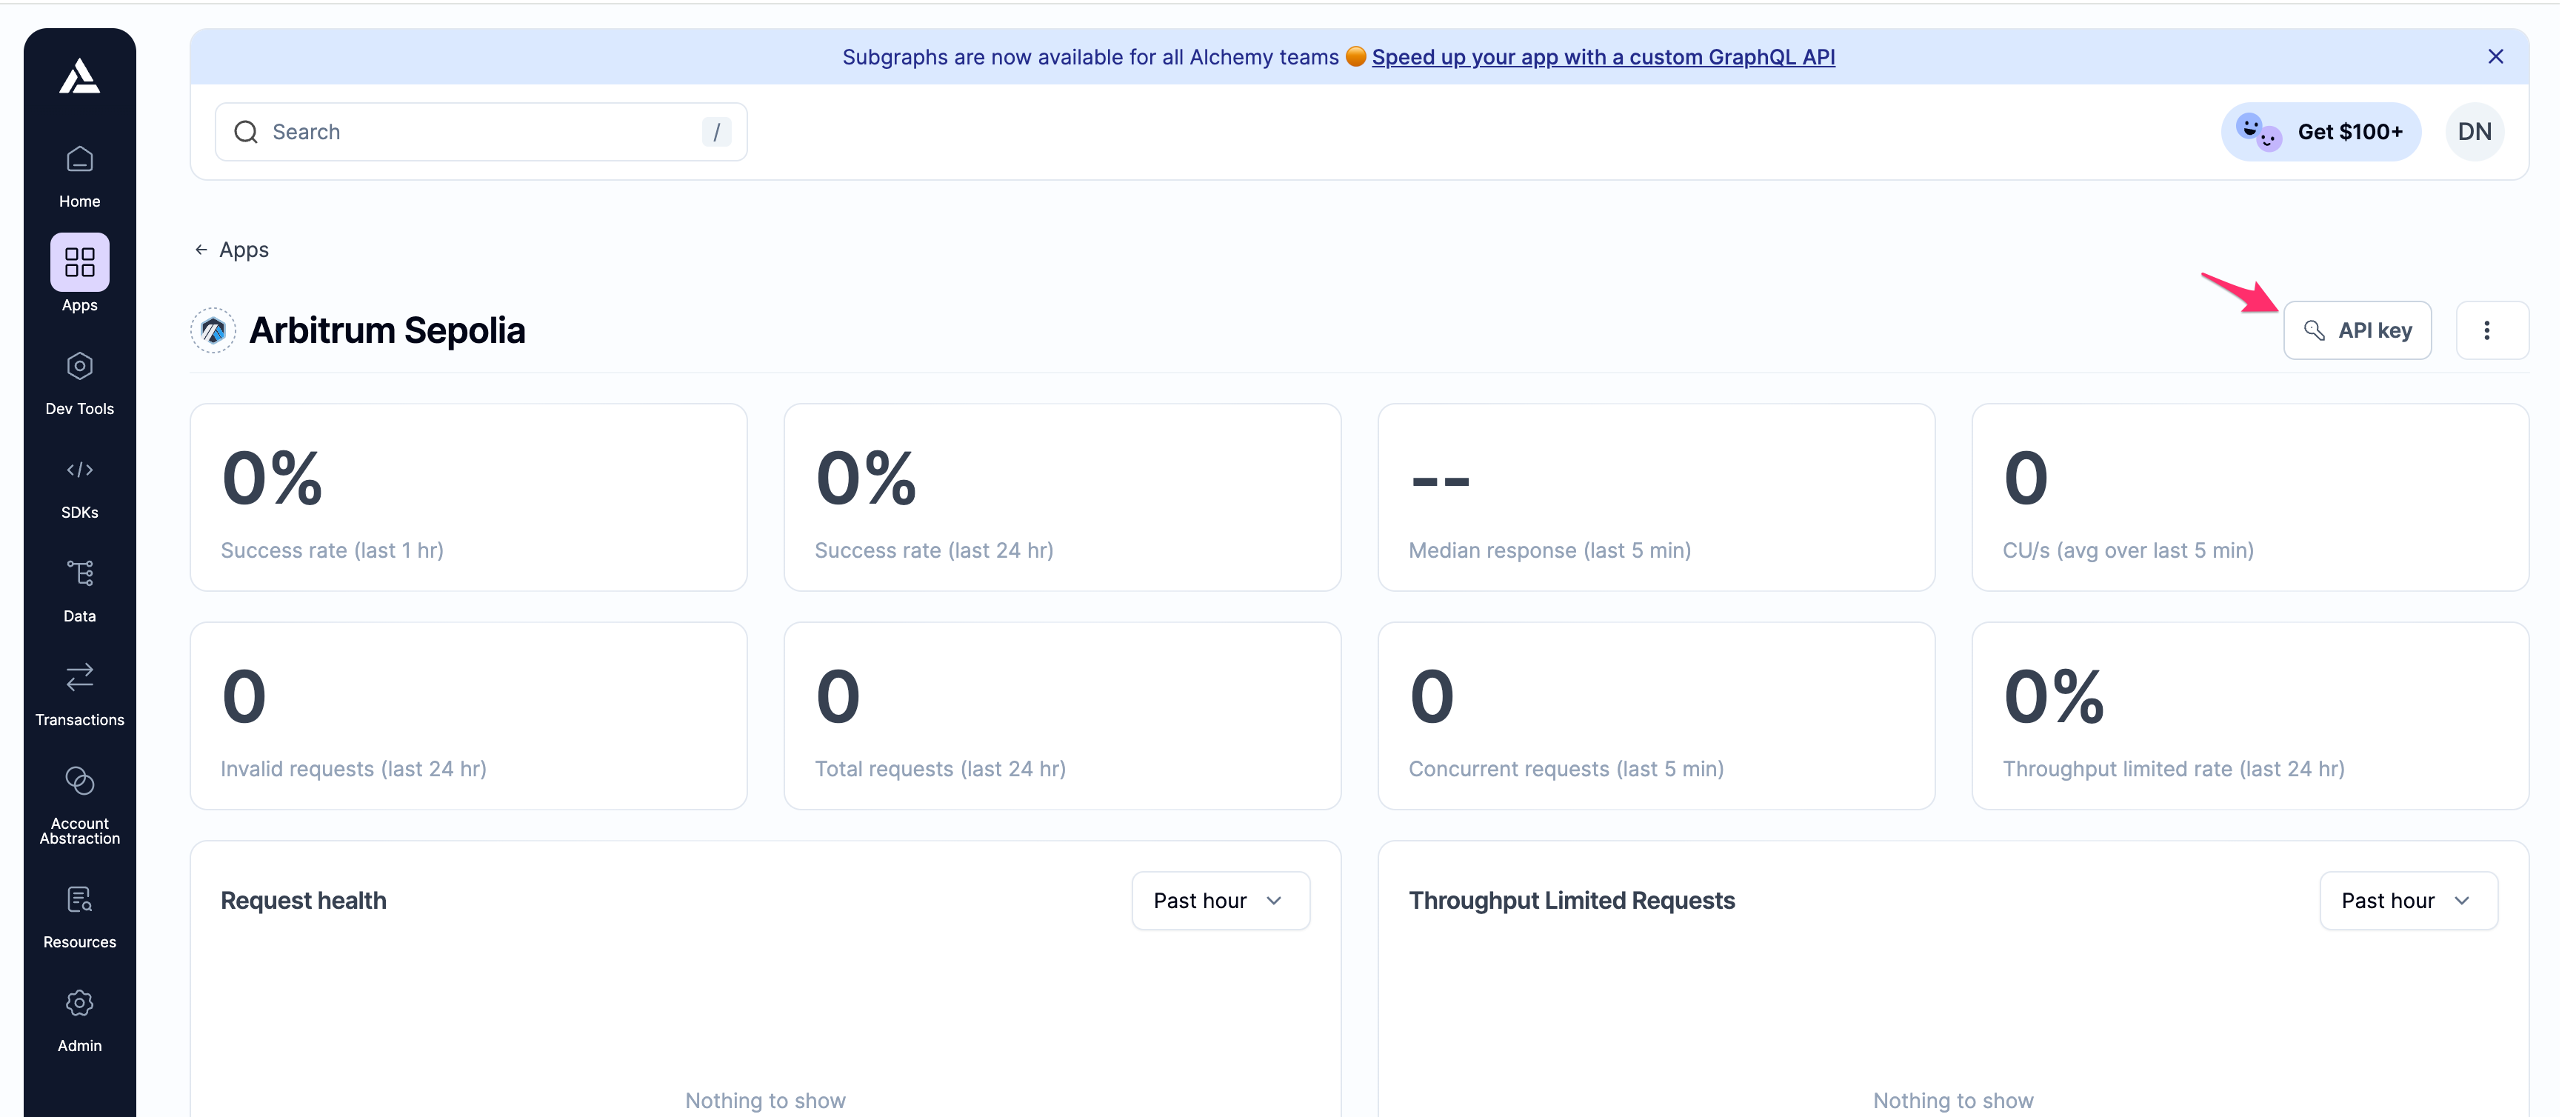 Subgraphs are now available for all Alchemy teams Speed up your app with a custom GraphQL API
Search /
Get $100+
DN
Home
Apps
Dev Tools
SDKs
Data
Transactions
Account
Abstraction
Resources
Admin
← Apps
Arbitrum Sepolia
API key
0%
Success rate (last 1 hr)
0%
Success rate (last 24 hr)
--
Median response (last 5 min)
0
CU/s (avg over last 5 min)
0
Invalid requests (last 24 hr)
0
Total requests (last 24 hr)
0
Concurrent requests (last 5 min)
0%
Throughput limited rate (last 24 hr)
Request health
Past hour
Nothing to show
Throughput Limited Requests
Past hour
Nothing to show